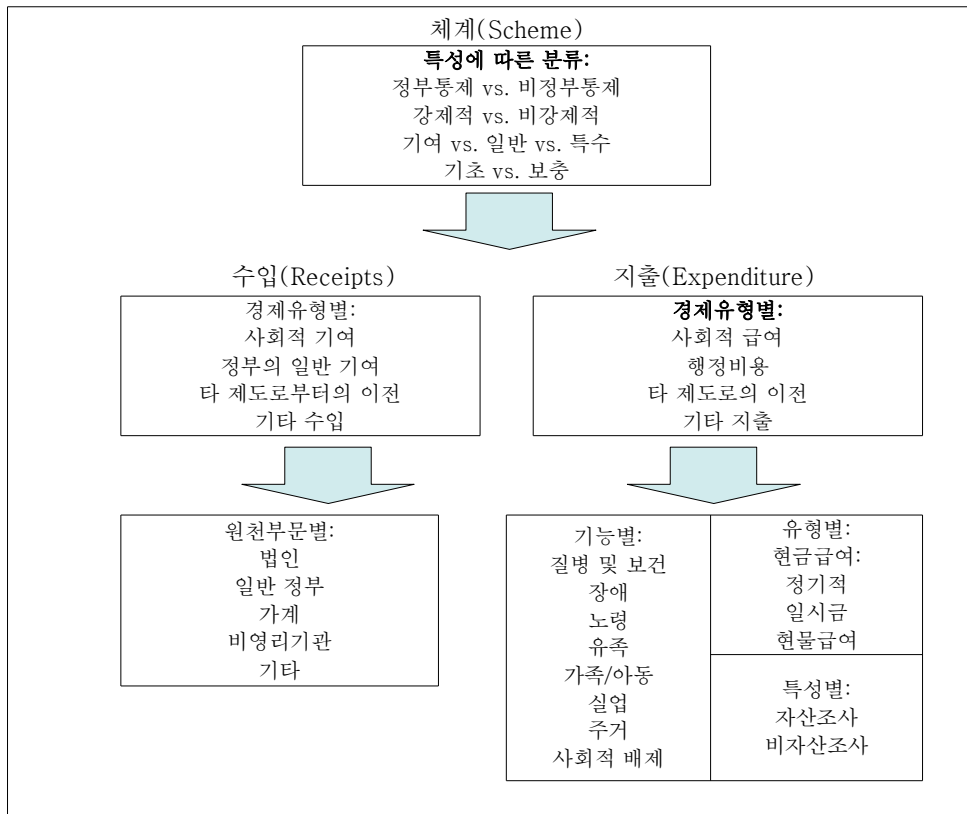 체계(Scheme)
특성에 따른 분류:
정부통제 vs. 비정부통제
강제적 vs. 비강제적
기여 vs. 일반 vs. 특수
기초 vs. 보충
수입(Receipts)
경제유형별:
사회적 기여
정부의 일반 기여
타 제도로부터의 이전
기타 수입
지출(Expenditure)
경제유형별:
사회적 급여
행정비용
타 제도로의 이전
기타 지출
원천부문별:
법인
일반 정부
가계
비영리기관
기타
기능별:
질병 및 보건
장애
노령
유족
가족/아동
실업
주거
사회적 배제
유형별:
현금급여:
정기적
일시금
현물급여
특성별:
자산조사
비자산조사